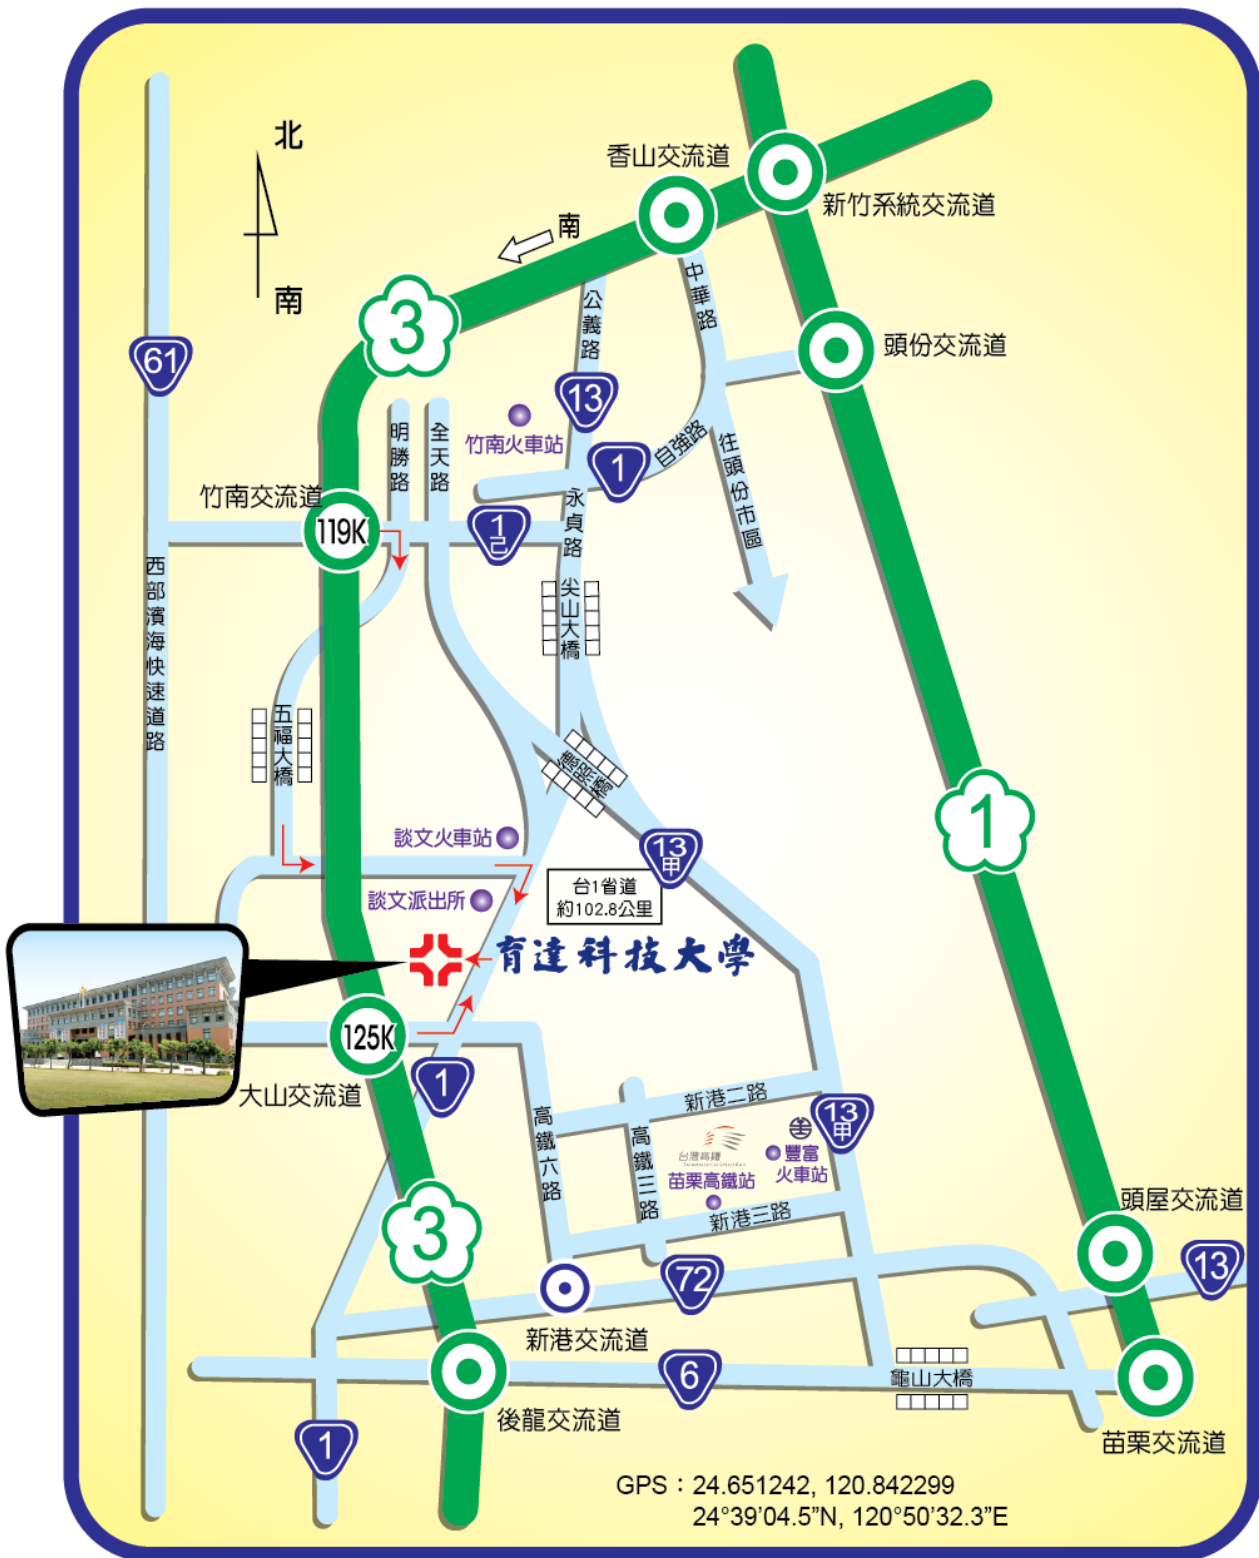 北
南
南
香山交流道
新竹系統交流道
頭份交流道
中華路
公義路
3
61
13
1
竹南火車站
自強路
往頭份市區
明勝路
全天路
竹南交流道
119K
1己
永貞路
尖山大橋
西部濱海快速道路
五福大橋
德照橋
1
談文火車站
13甲
談文派出所
台1省道
約102.8公里
育達科技大學
125K
大山交流道
1
高鐵六路
高鐵三路
新港二路
13甲
台灣高鐵
苗栗高鐵站
豐富
火車站
新港三路
3
72
新港交流道
頭屋交流道
13
6
龜山大橋
後龍交流道
苗栗交流道
1
GPS：24.651242, 120.842299
24°39’04.5”N, 120°50’32.3”E